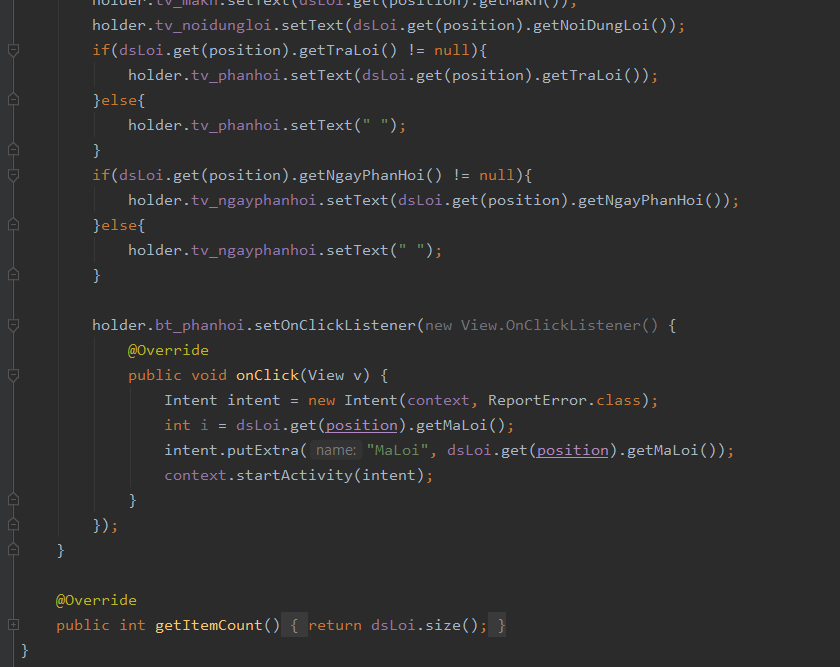 holder.tv_makh.setText(dsLoi.get(position).getMaKH());
holder.tv_noidungloi.setText(dsLoi.get(position).getNoiDungLoi());
if(dsLoi.get(position).getTraLoi() != null){
holder.tv_phanhoi.setText(dsLoi.get(position).getTraLoi());
}else{
holder.tv_phanhoi.setText(" ");
}
if(dsLoi.get(position).getNgayPhanHoi() != null){
holder.tv_ngayphanhoi.setText(dsLoi.get(position).getNgayPhanHoi());
}else{
holder.tv_ngayphanhoi.setText(" ");
}
holder.bt_phanhoi.setOnClickListener(new View.OnClickListener() {
@Override
public void onClick(View v) {
Intent intent = new Intent(context, ReportError.class);
int i = dsLoi.get(position).getMaLoi();
intent.putExtra( name: "MaLoi", dsLoi.get(position).getMaLoi());
context.startActivity(intent);
}
});
}
@Override
public int getItemCount() { return dsLoi.size(); }
}